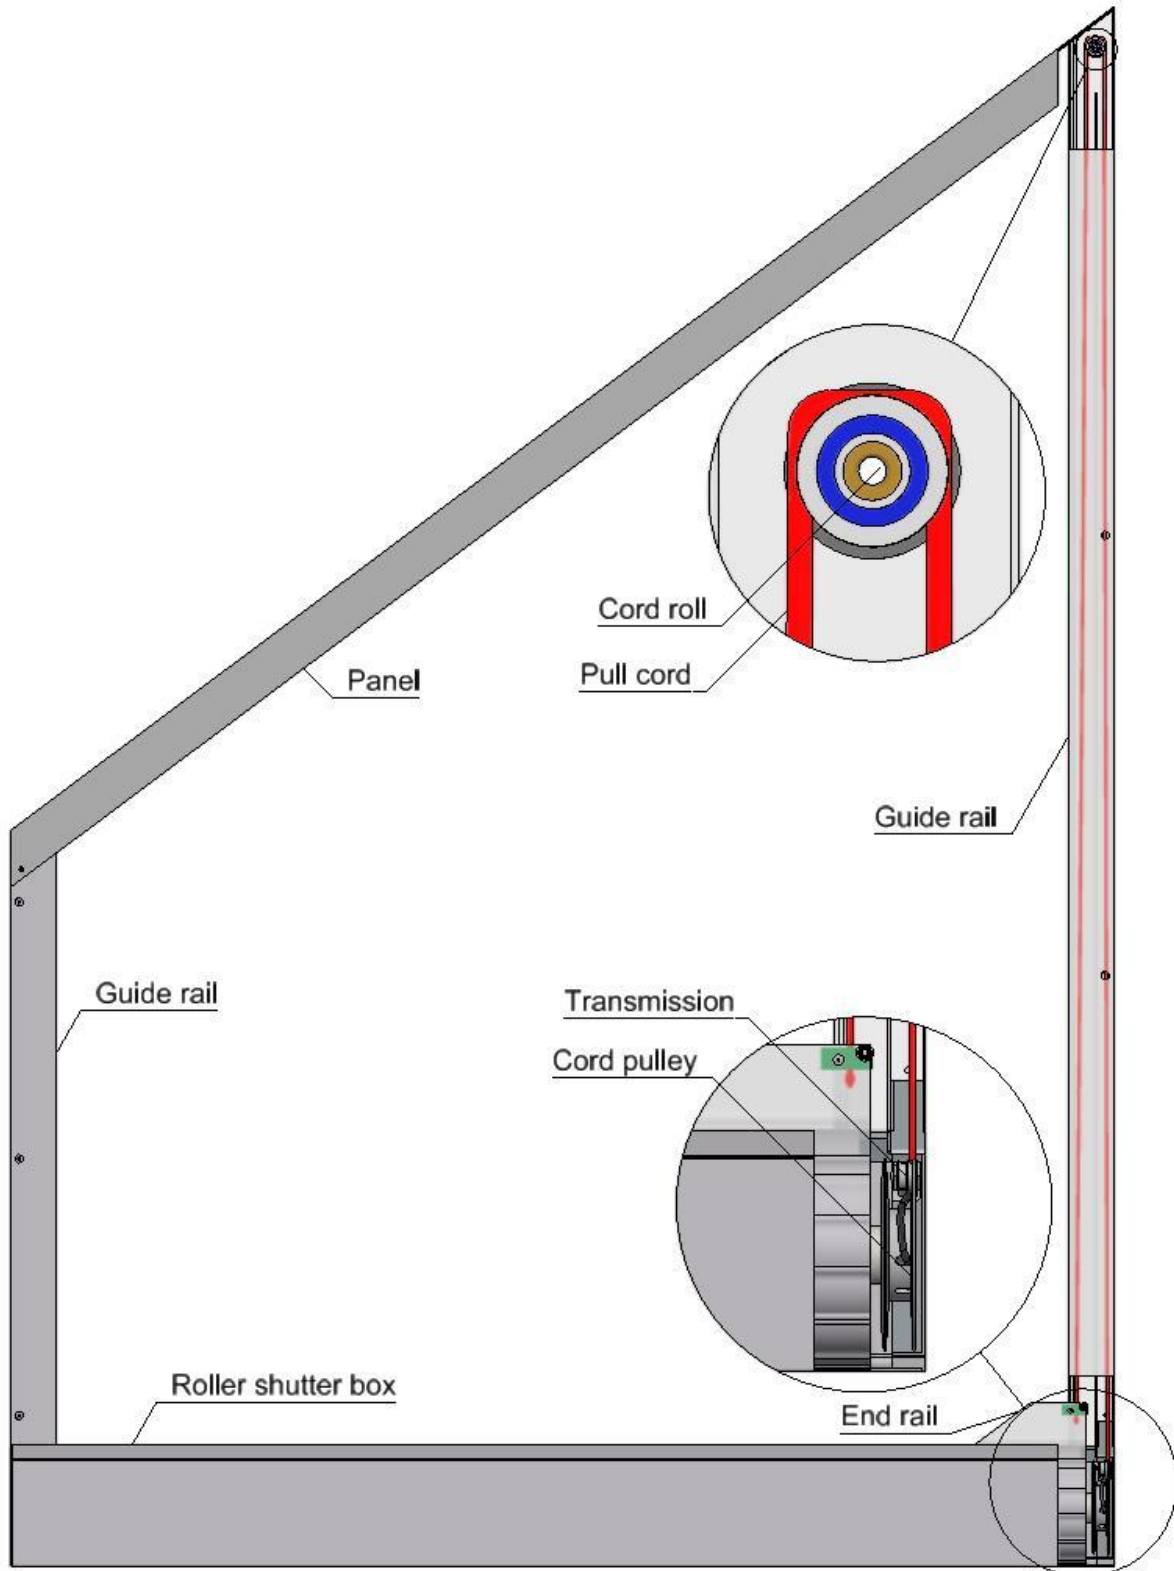 Cord roll
Pull cord
Panel
Guide rail
Guide rail
Transmission
Cord pulley
Roller shutter box
End rail